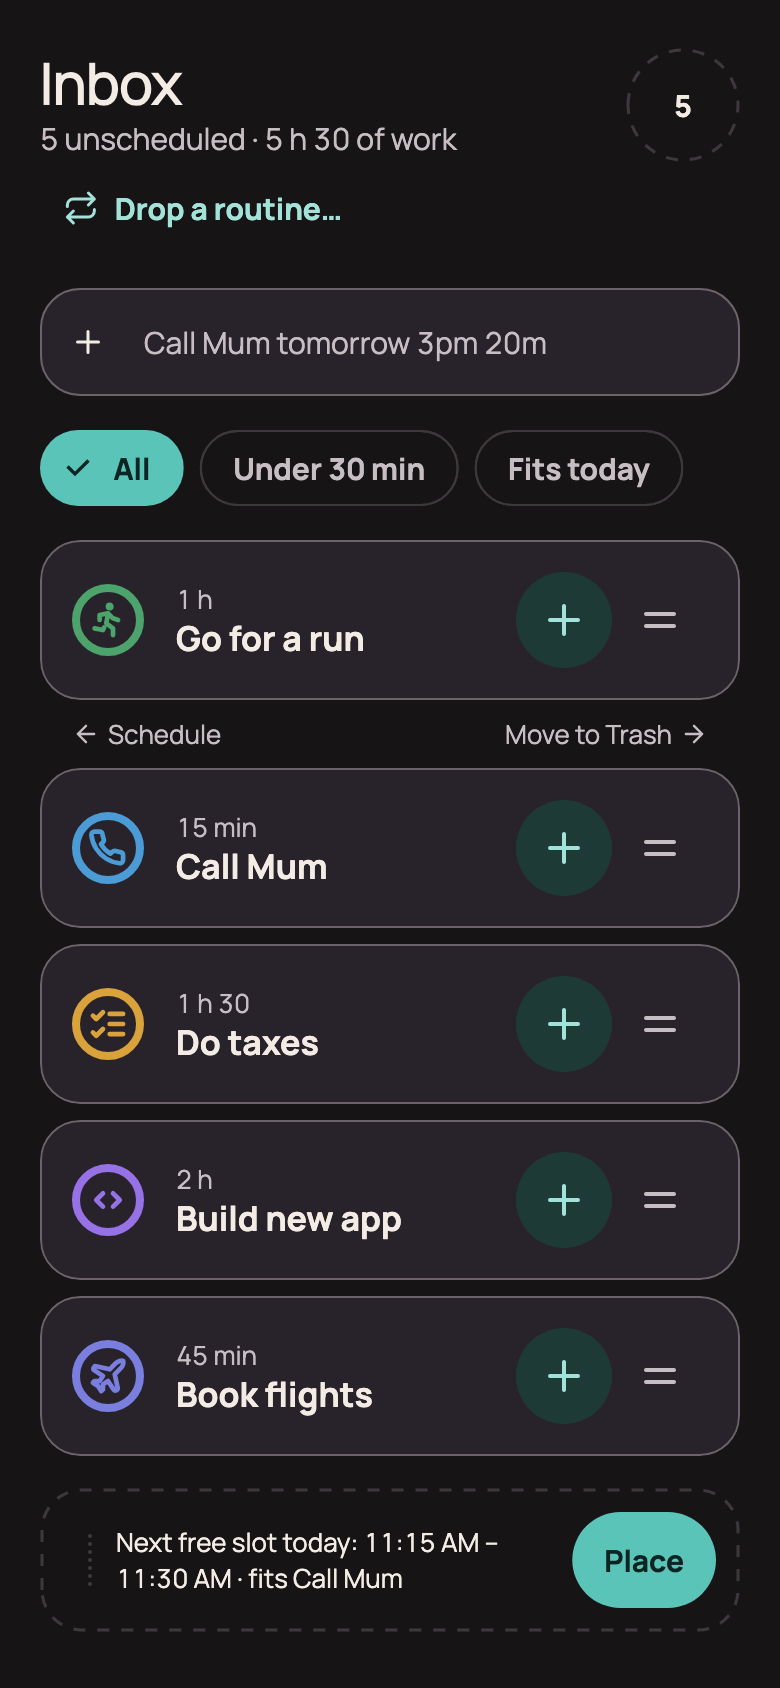 Inbox
5
5 unscheduled · 5 h 30 of work
Drop a routine…
Call Mum tomorrow 3pm 20m
All
Under 30 min
Fits today
1 h
Go for a run
← Schedule
Move to Trash →
15 min
Call Mum
1 h 30
Do taxes
2 h
Build new app
45 min
Book flights
Next free slot today: 11:15 AM –
11:30 AM · fits Call Mum
Place